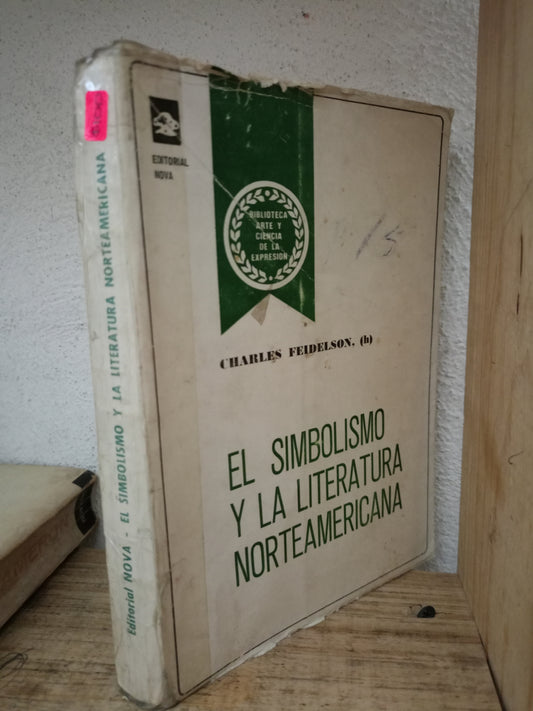 Editorial NOVA - EL SIMBOLISMO Y LA LITERATURA NORTEAMERICANA
EDITORIAL
NOVA
BIBLIOTECA
ARTE Y
CIENCIA
DE LA
EXPRESION
15
CHARLES FEIDELSON, (h)
EL SIMBOLISMO
Y LA LITERATURA
NORTEAMERICANA